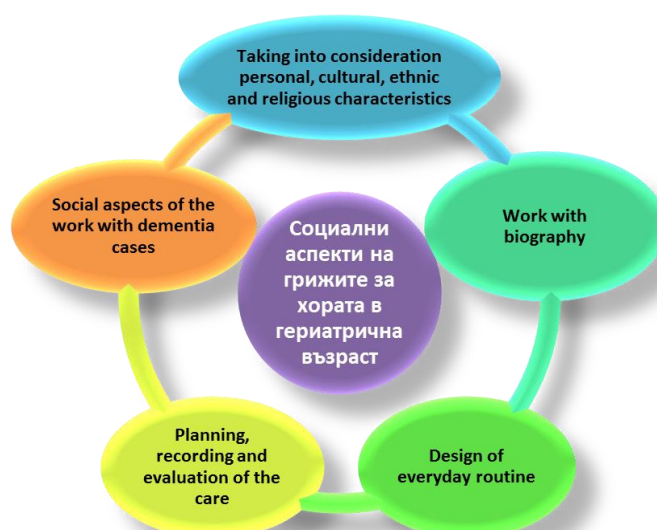 Taking into consideration
personal, cultural, ethnic
and religious characteristics
Social aspects of the
work with dementia
cases
Социални
аспекти на
грижите за
хората в
гериатрична
възраст
Work with
biography
Planning,
recording and
evaluation of the
care
Design of
everyday routine